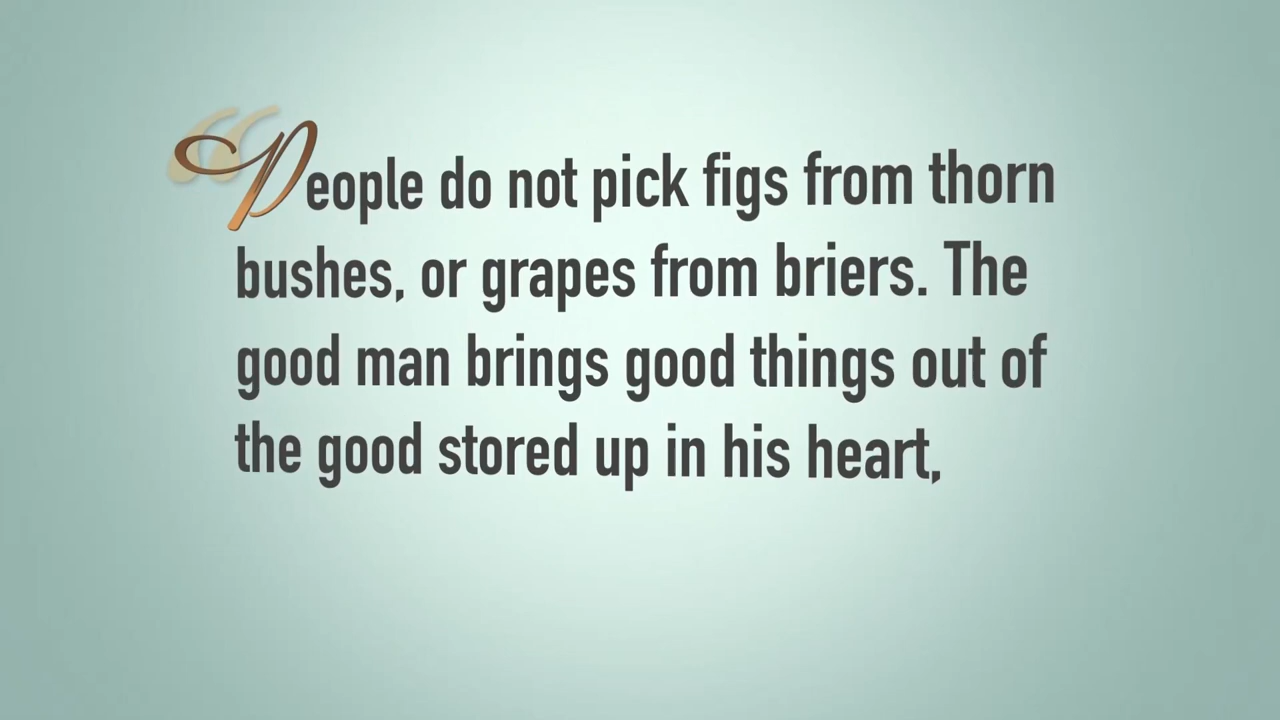 “People do not pick figs from thorn
bushes, or grapes from briers. The
good man brings good things out of
the good stored up in his heart,